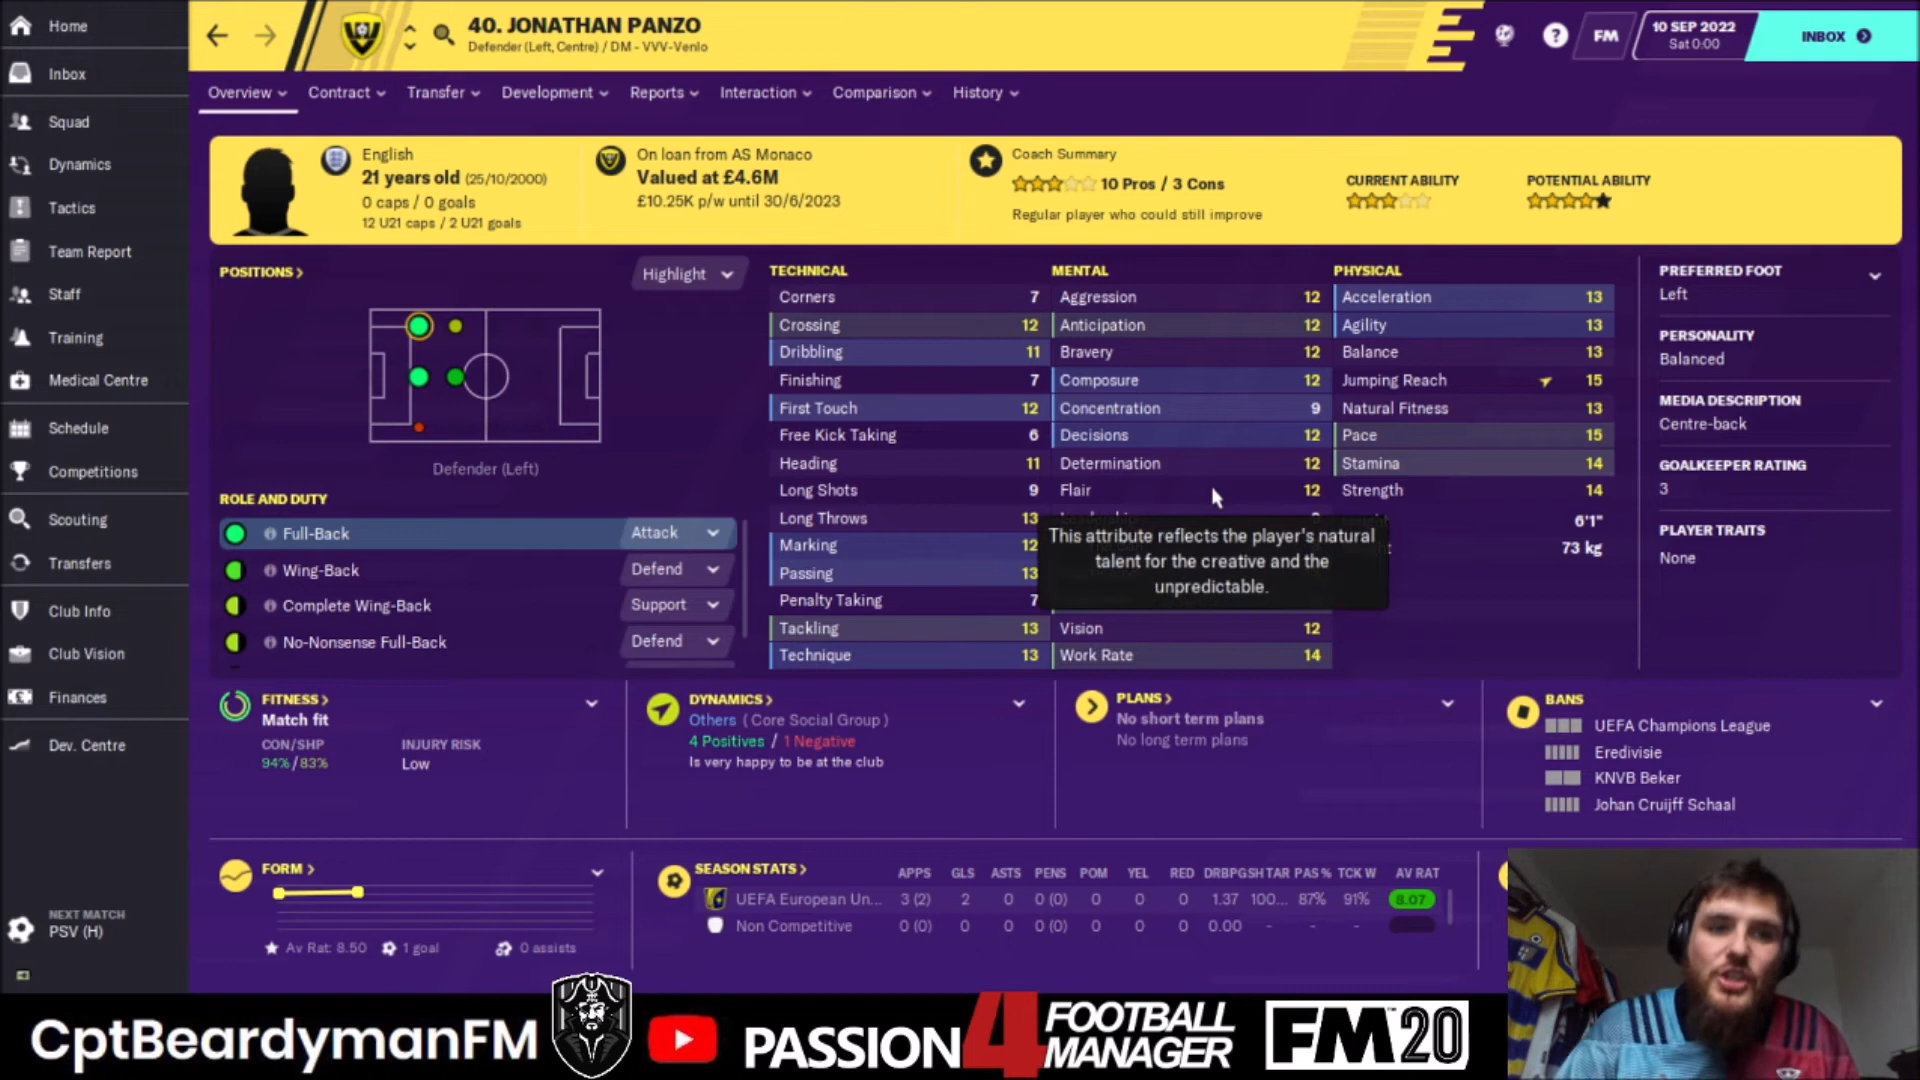 Home
Inbox
Squad
Dynamics
Tactics
Team Report
Staff
Training
Medical Centre
Schedule
Competitions
Scouting
Transfers
Club Info
Club Vision
Finances
Dev. Centre
NEXT MATCH
PSV (H)
40. JONATHAN PANZO
Defender (Left, Centre) / DM - VVV-Venlo
?
FM
10 SEP 2022
Sat 0:00
INBOX
Overview Contract Transfer Development Reports Interaction Comparison History
English
21 years old (25/10/2000)
0 caps / 0 goals
12 U21 caps / 2 U21 goals
On loan from AS Monaco
Valued at £4.6M
£10.25K p/w until 30/6/2023
Coach Summary
10 Pros / 3 Cons
Regular player who could still improve
CURRENT ABILITY
POTENTIAL ABILITY
POSITIONS >
Highlight
Defender (Left)
ROLE AND DUTY
Full-Back Attack
Wing-Back Defend
Complete Wing-Back Support
No-Nonsense Full-Back Defend
TECHNICAL
Corners 7
Crossing 12
Dribbling 11
Finishing 7
First Touch 12
Free Kick Taking 6
Heading 11
Long Shots 9
Long Throws 13
Marking 12
Passing 13
Penalty Taking 7
Tackling 13
Technique 13
MENTAL
Aggression 12
Anticipation 12
Bravery 12
Composure 12
Concentration 9
Decisions 12
Determination 12
Flair 12
This attribute reflects the player's natural
talent for the creative and the
unpredictable.
Vision 12
Work Rate 14
PHYSICAL
Acceleration 13
Agility 13
Balance 13
Jumping Reach 15
Natural Fitness 13
Pace 15
Stamina 14
Strength 14
6'1"
73 kg
PREFERRED FOOT
Left
PERSONALITY
Balanced
MEDIA DESCRIPTION
Centre-back
GOALKEEPER RATING
3
PLAYER TRAITS
None
FITNESS >
Match fit
CON/SHP INJURY RISK
94% / 83% Low
DYNAMICS >
Others ( Core Social Group )
4 Positives / 1 Negative
Is very happy to be at the club
PLANS >
No short term plans
No long term plans
BANS
UEFA Champions League
Eredivisie
KNVB Beker
Johan Cruijff Schaal
FORM >
Av Rat: 8.50 1 goal 0 assists
SEASON STATS > APPS GLS ASTS PENS POM YEL RED DRBPG SH TAR PAS % TCK W AV RAT
UEFA European Un... 3 (2) 2 0 0 (0) 0 0 0 1.37 100... 87% 91% 8.07
Non Competitive 0 (0) 0 0 0 (0) 0 0 0 0.00 - - -
CptBeardymanFM PASSION 4 FOOTBALL MANAGER FM20